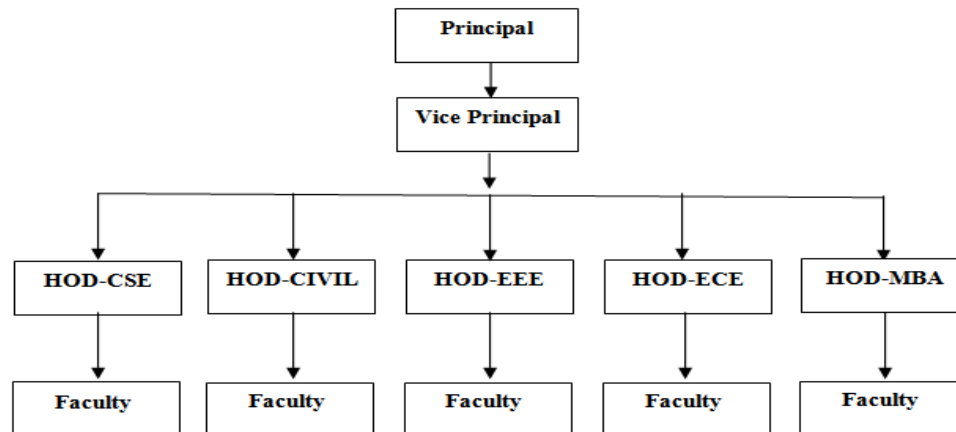 Principal
Vice Principal
HOD-CSE
HOD-CIVIL
HOD-EEE
HOD-ECE
HOD-MBA
Faculty
Faculty
Faculty
Faculty
Faculty